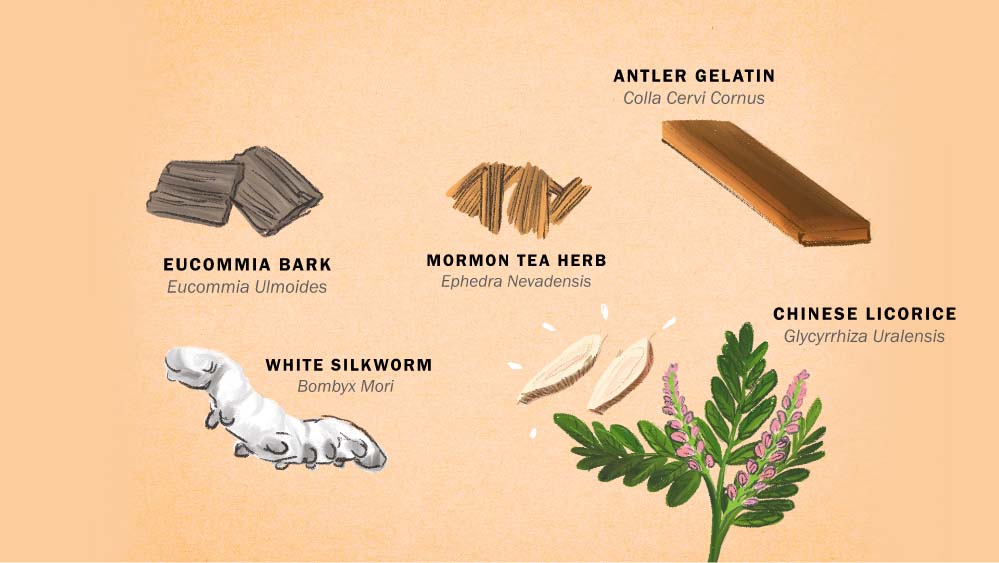 ANTLER GELATIN
Colla Cervi Cornus
EUCOMMIA BARK
Eucommia Ulmoides
MORMON TEA HERB
Ephedra Nevadensis
CHINESE LICORICE
Glycyrrhiza Uralensis
WHITE SILKWORM
Bombyx Mori